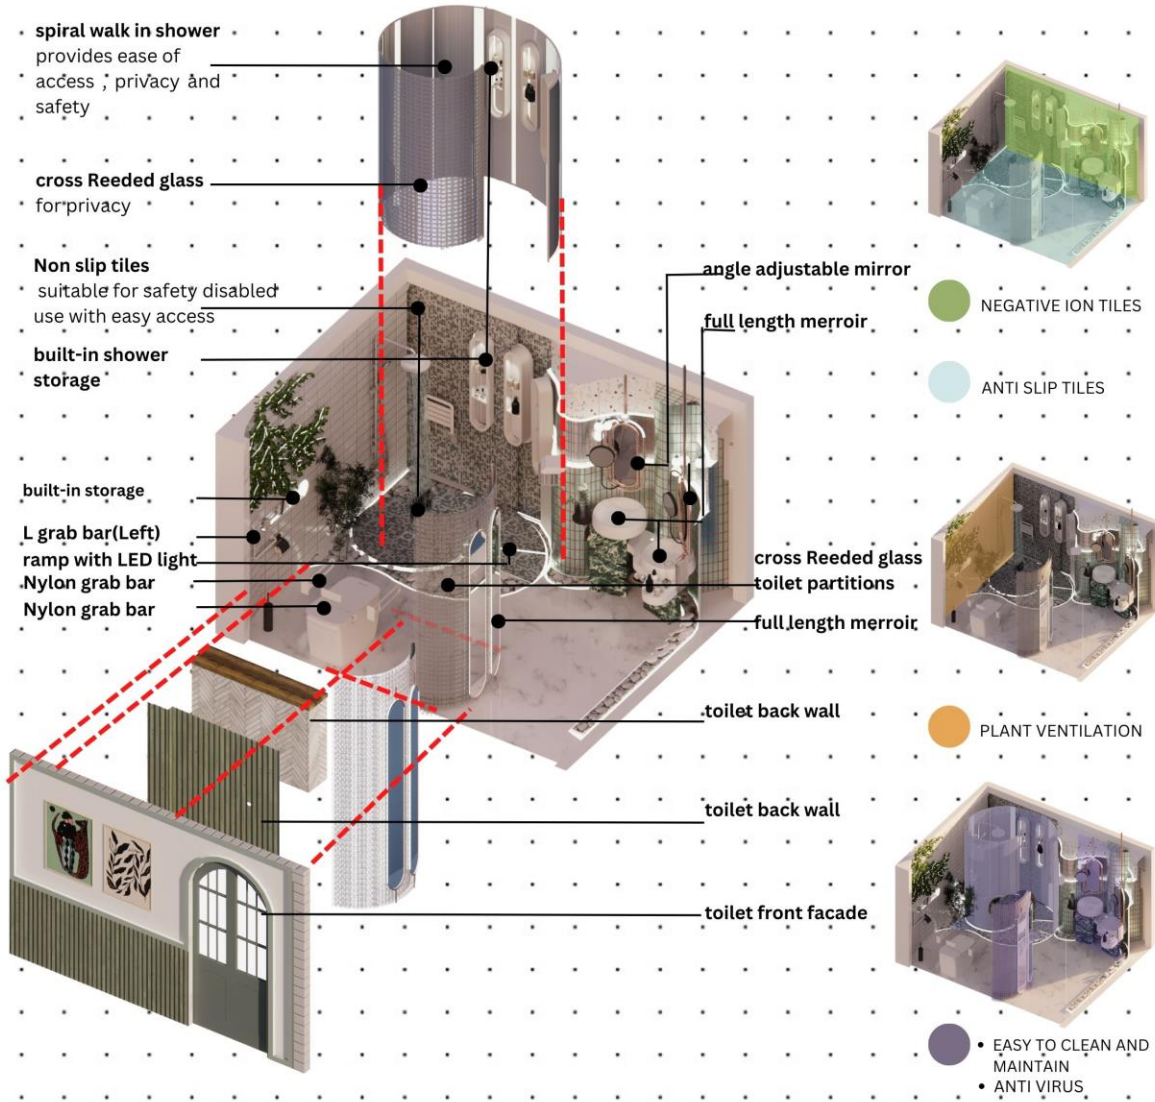 spiral walk in shower
provides ease of
access , privacy and
safety
cross Reeded glass
for privacy
Non slip tiles
suitable for safety disabled
use with easy access
built-in shower
storage
built-in storage
L grab bar(Left)
ramp with LED light
Nylon grab bar
Nylon grab bar
angle adjustable mirror
full length merroir
cross Reeded glass
toilet partitions
full length merroir
toilet back wall
toilet back wall
toilet front facade
NEGATIVE ION TILES
ANTI SLIP TILES
PLANT VENTILATION
• EASY TO CLEAN AND
MAINTAIN
• ANTI VIRUS